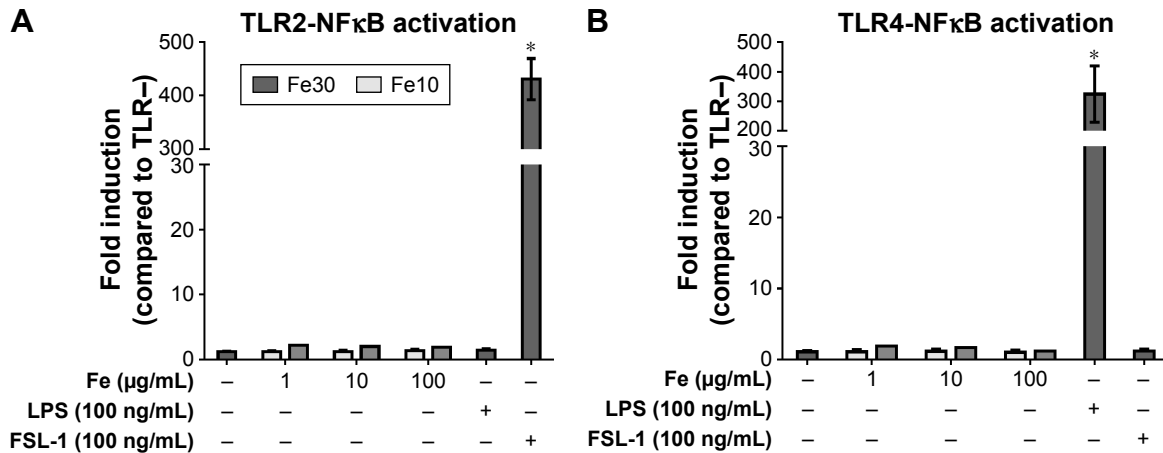 A
TLR2-NFκB activation
Fold induction
(compared to TLR–)
500
400
300
30
20
10
0
Fe30 Fe10
*
Fe (µg/mL) – 1 10 100 – –
LPS (100 ng/mL) – – – – + –
FSL-1 (100 ng/mL) – – – – – +
B
TLR4-NFκB activation
Fold induction
(compared to TLR–)
500
400
300
200
30
20
10
0
*
Fe (µg/mL) – 1 10 100 – –
LPS (100 ng/mL) – – – – + –
FSL-1 (100 ng/mL) – – – – – +